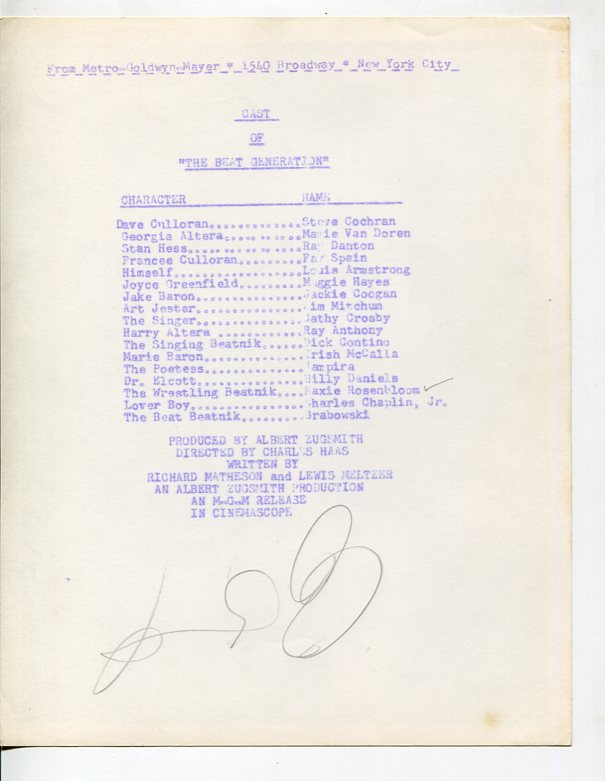 From Metro-Goldwyn-Mayer * 1540 Broadway * New York City
CAST
OF
"THE BEAT GENERATION"
CHARACTER NAME
Dave Culloran.............Steve Cochran
Georgia Altera............Mamie Van Doren
Stan Hess.................Ray Danton
Francee Culloran..........Fay Spain
Himself...................Louis Armstrong
Joyce Greenfield..........Maggie Hayes
Jake Baron................Jackie Coogan
Art Jester................Jim Mitchum
The Singer................Cathy Crosby
Harry Altera .............Ray Anthony
The Singing Beatnik.......Dick Contino
Marie Baron...............Irish McCalla
The Poetess...............Vampira
Dr. Elcott................Billy Daniels
The Wrestling Beatnik.....Maxie Rosenbloom
Lover Boy.................Charles Chaplin, Jr.
The Beat Beatnik..........Grabowski
PRODUCED BY ALBERT ZUGSMITH
DIRECTED BY CHARLES HAAS
WRITTEN BY
RICHARD MATHESON and LEWIS MELTZER
AN ALBERT ZUGSMITH PRODUCTION
AN M-G-M RELEASE
IN CINEMASCOPE